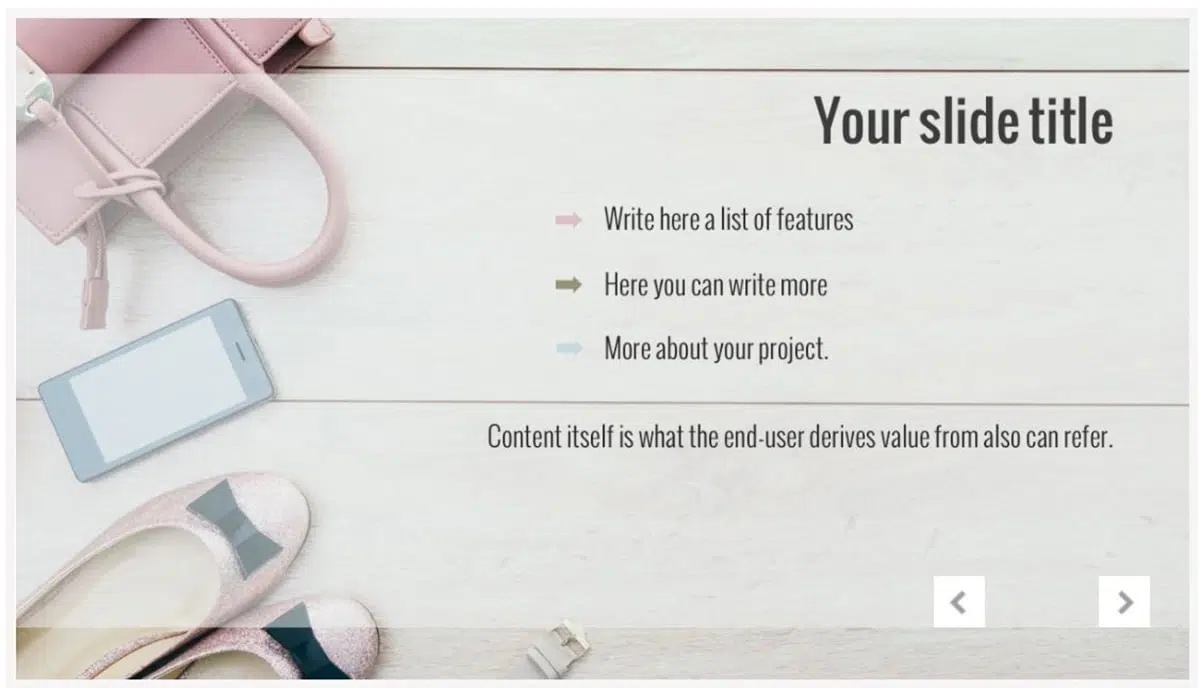 Your slide title
Write here a list of features
Here you can write more
More about your project.
Content itself is what the end-user derives value from also can refer.